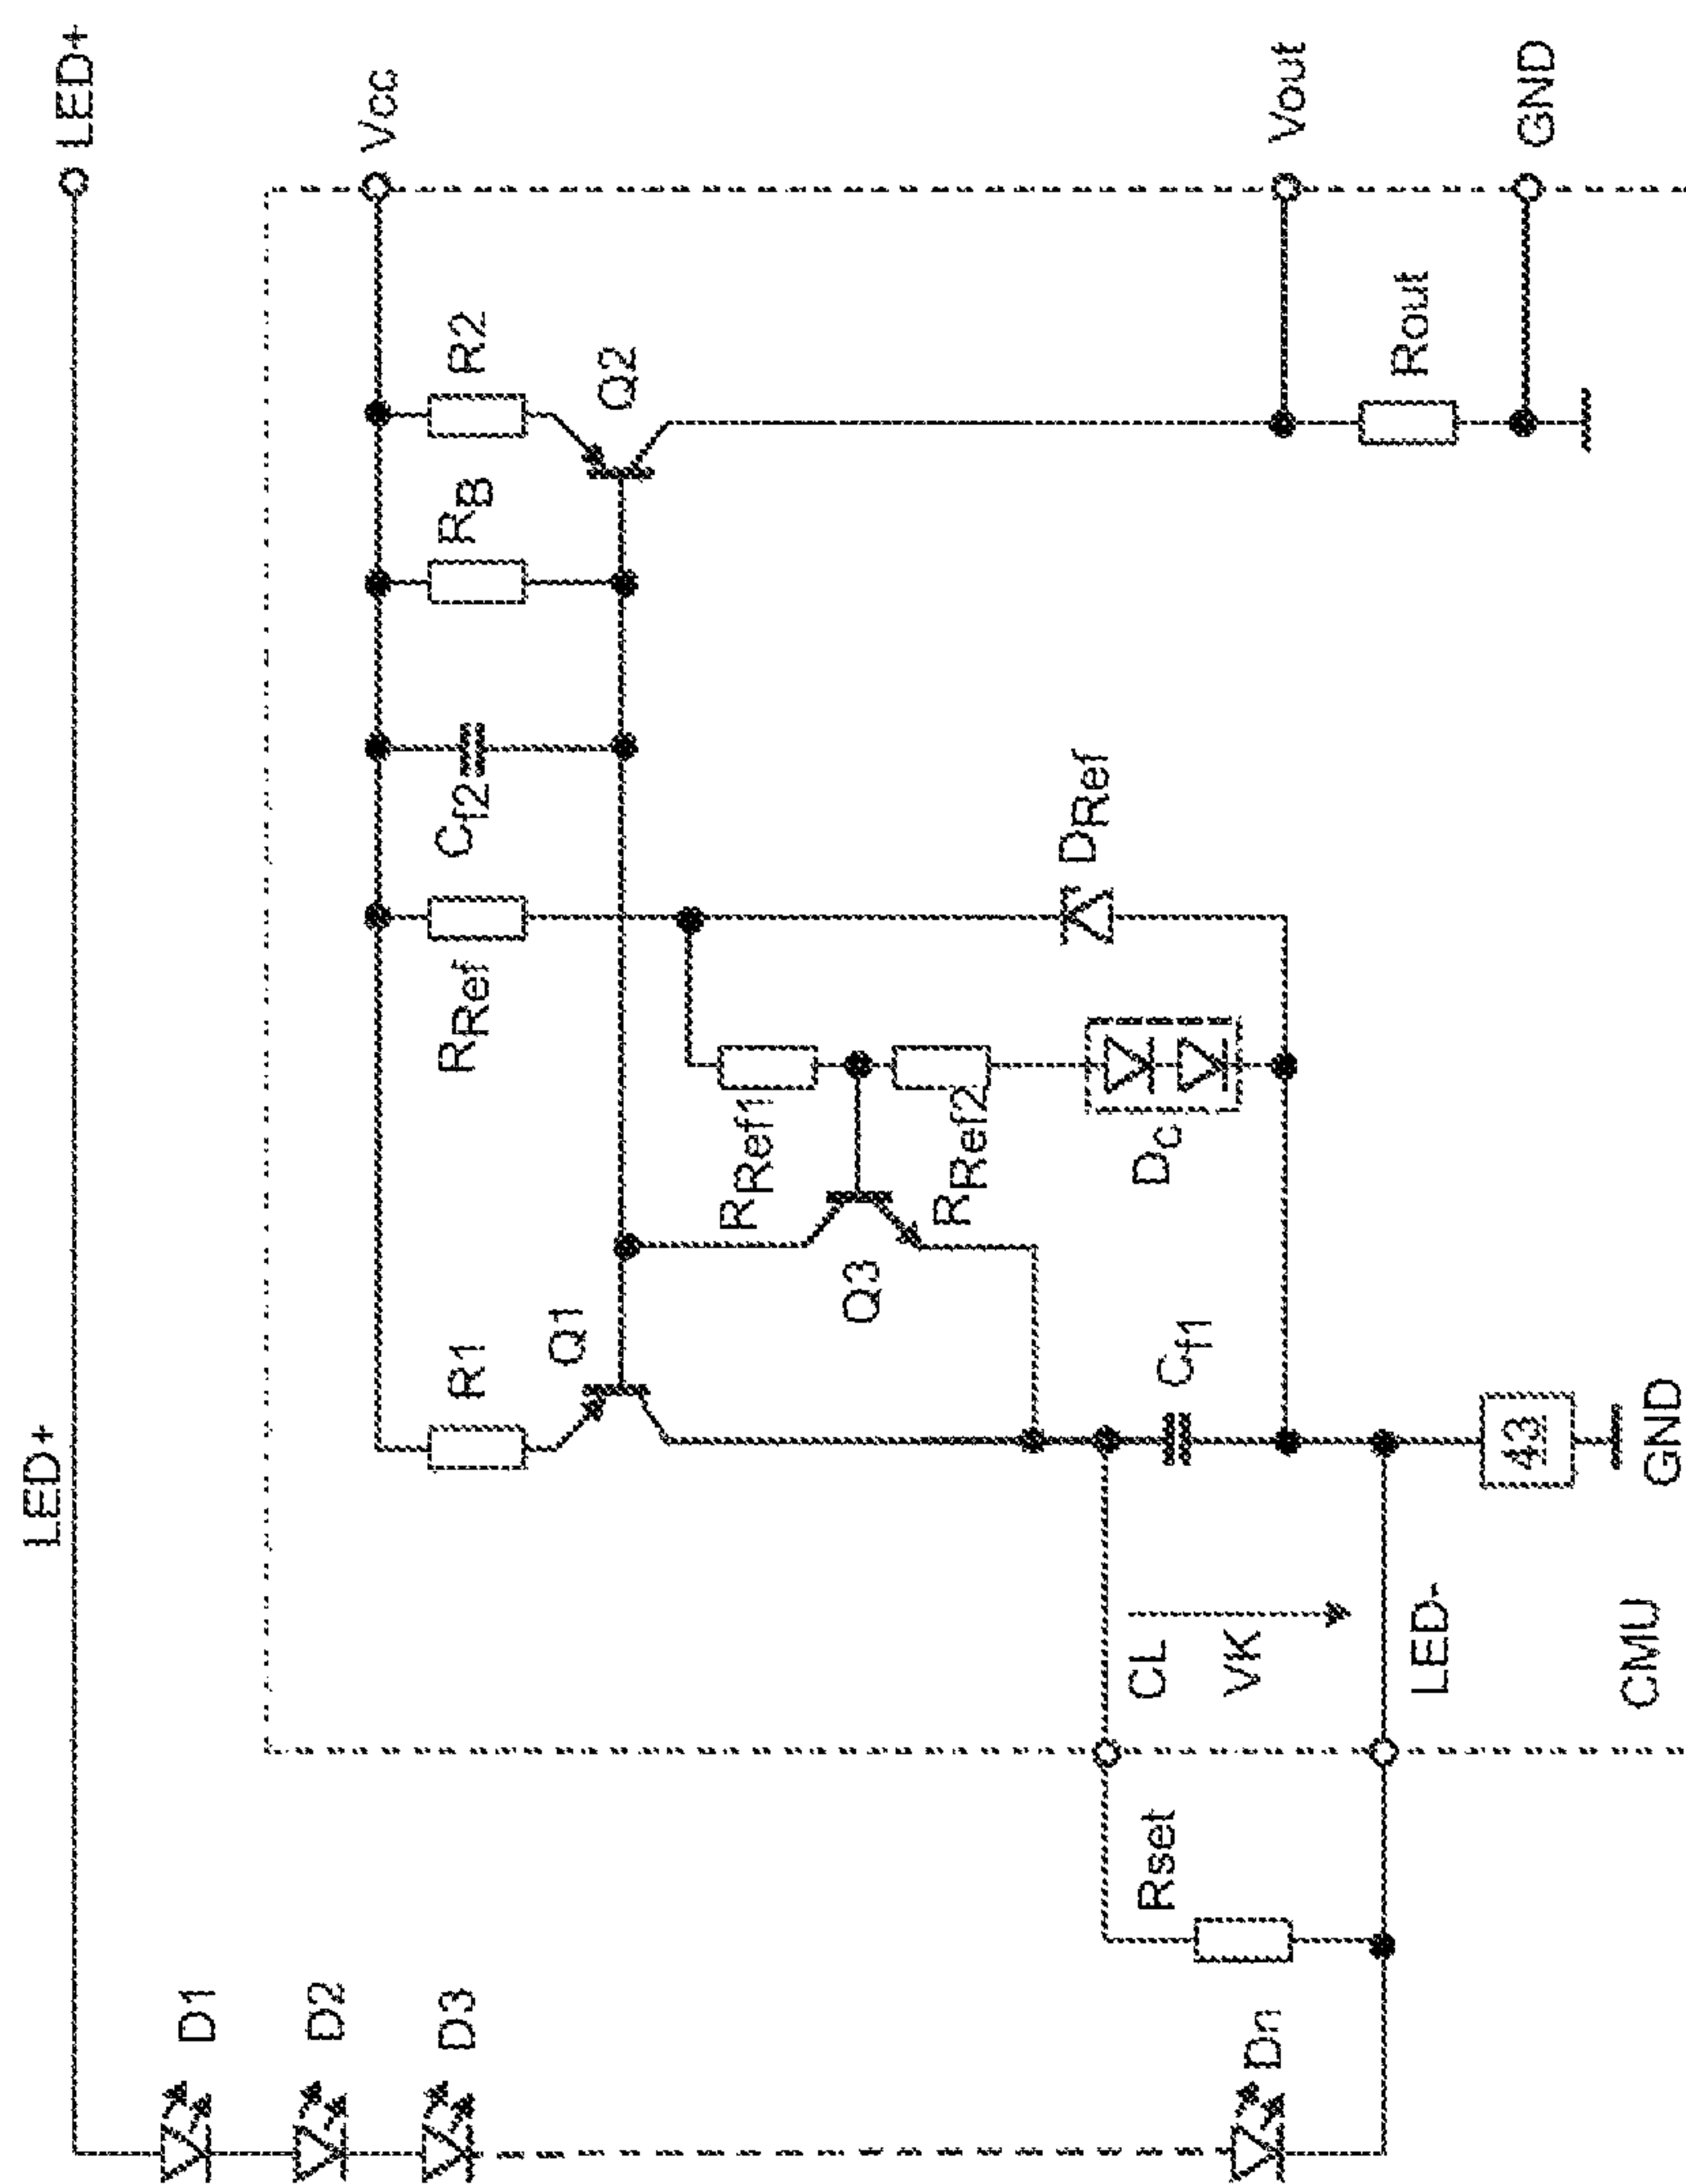 LED+
LED+
D1
D2
D3
Dn
Rset
CL
VK
LED-
CMU
R1
Q1
Cf1
43
GND
Q3
RRef1
RRef2
DC
RRef
DRef
Cf2
RB
R2
Q2
Rout
Vcc
Vout
GND